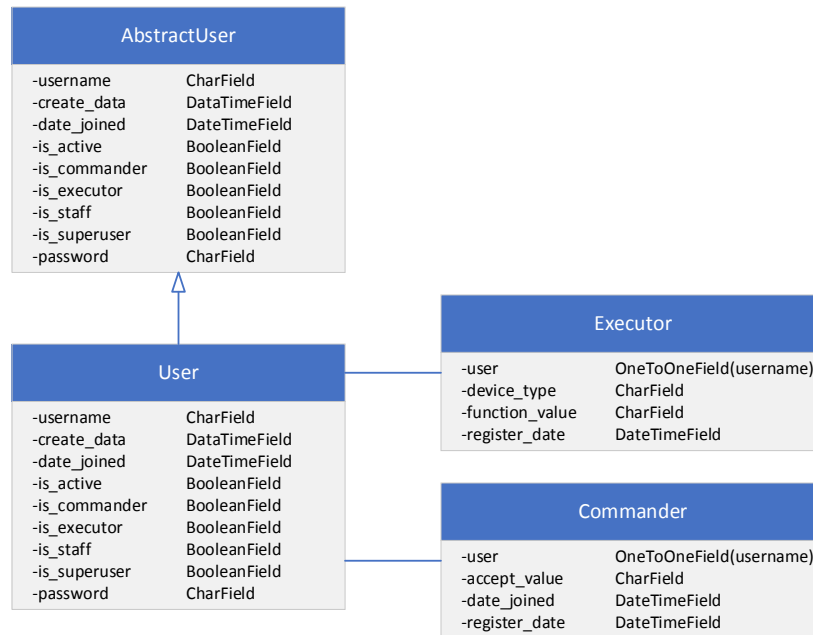 AbstractUser
-username CharField
-create_data DataTimeField
-date_joined DateTimeField
-is_active BooleanField
-is_commander BooleanField
-is_executor BooleanField
-is_staff BooleanField
-is_superuser BooleanField
-password CharField
Executor
-user OneToOneField(username)
-device_type CharField
-function_value CharField
-register_date DateTimeField
User
-username CharField
-create_data DataTimeField
-date_joined DateTimeField
-is_active BooleanField
-is_commander BooleanField
-is_executor BooleanField
-is_staff BooleanField
-is_superuser BooleanField
-password CharField
Commander
-user OneToOneField(username)
-accept_value CharField
-date_joined DateTimeField
-register_date DateTimeField